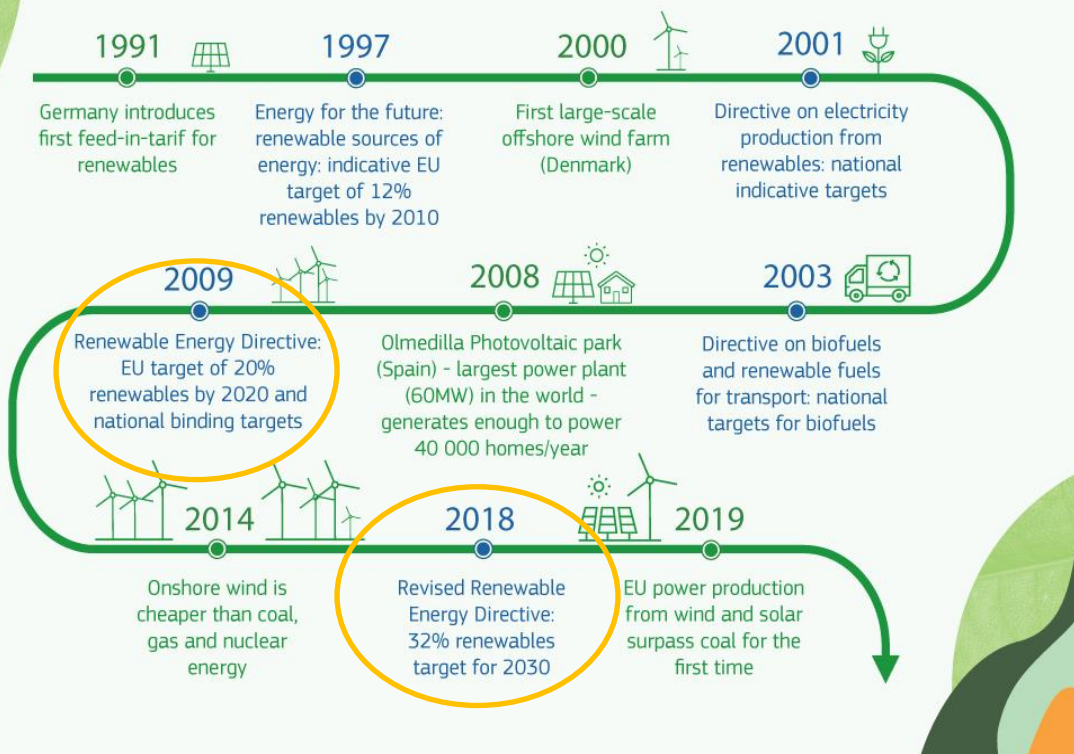 1991
Germany introduces
first feed-in-tarif for
renewables
1997
Energy for the future:
renewable sources of
energy: indicative EU
target of 12%
renewables by 2010
2000
First large-scale
offshore wind farm
(Denmark)
2001
Directive on electricity
production from
renewables: national
indicative targets
2003
Directive on biofuels
and renewable fuels
for transport: national
targets for biofuels
2008
Olmedilla Photovoltaic park
(Spain) - largest power plant
(60MW) in the world -
generates enough to power
40 000 homes/year
2009
Renewable Energy Directive:
EU target of 20%
renewables by 2020 and
national binding targets
2014
Onshore wind is
cheaper than coal,
gas and nuclear
energy
2018
Revised Renewable
Energy Directive:
32% renewables
target for 2030
2019
EU power production
from wind and solar
surpass coal for the
first time